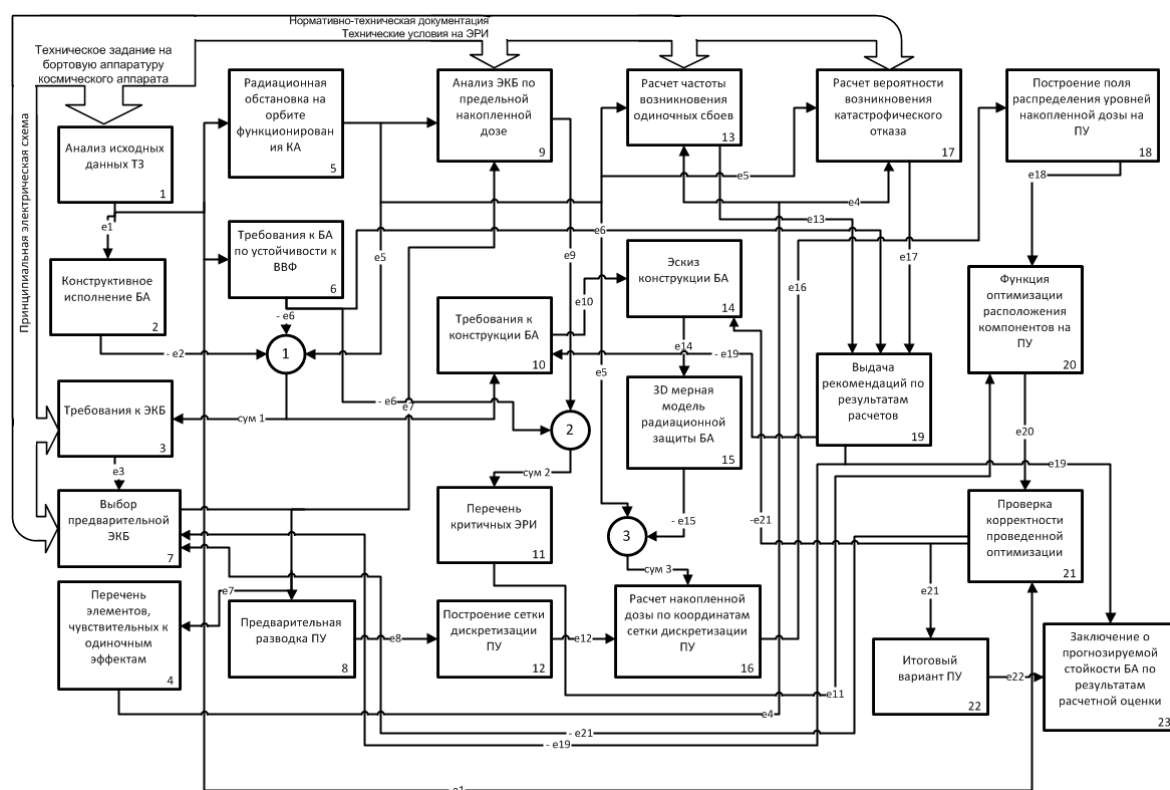 Нормативно-техническая документация
Технические условия на ЭРИ
Техническое задание на
бортовую аппаратуру
космического аппарата
Принципиальная электрическая схема
Анализ исходных
данных ТЗ
1
Радиационная
обстановка на
орбите
функционирован
ия КА
5
Анализ ЭКБ по
предельной
накопленной
дозе
9
Расчет частоты
возникновения
одиночных сбоев
13
Расчет вероятности
возникновения
катастрофического
отказа
17
Построение поля
распределения уровней
накопленной дозы на
ПУ
18
e1
e5
e4
e18
e13
Конструктивное
исполнение БА
2
Требования к БА
по устойчивости к
ВВФ
6
e5
e9
e6
e17
Эскиз
конструкции БА
14
e16
Функция
оптимизации
расположения
компонентов на
ПУ
20
- e6
e10
Требования к
конструкции БА
10
- e2
1
e14
- e19
e5
Выдача
рекомендаций по
результатам
расчетов
19
Требования к ЭКБ
3
сум 1
- e6
e7
2
3D мерная
модель
радиационной
защиты БА
15
e20
e3
сум 2
e19
Выбор
предварительной
ЭКБ
7
Перечень
критичных ЭРИ
11
- e15
3
-e21
Проверка
корректности
проведенной
оптимизации
21
сум 3
e7
e21
Перечень
элементов,
чувствительных к
одиночным
эффектам
4
Предварительная
разводка ПУ
8
e8
Построение сетки
дискретизации
ПУ
12
e12
Расчет накопленной
дозы по координатам
сетки дискретизации
ПУ
16
Итоговый
вариант ПУ
22
e22
Заключение о
прогнозируемой
стойкости БА по
результатам
расчетной
оценки
23
e11
e4
- e21
- e19
e1